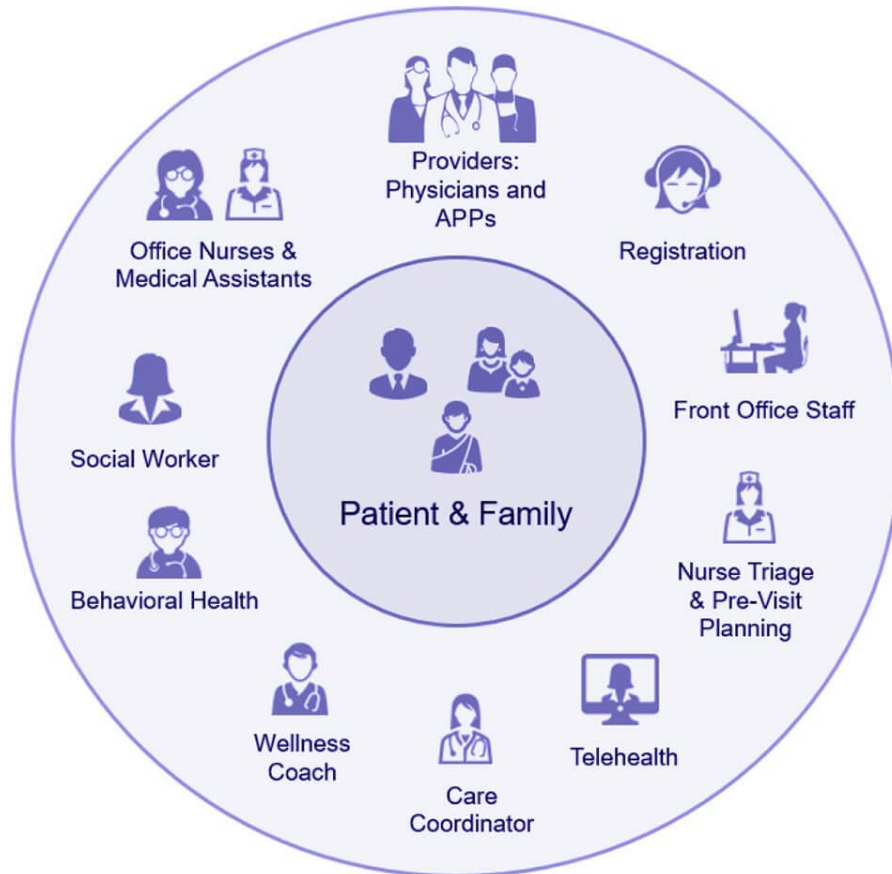 Providers:
Physicians and
APPs
Registration
Front Office Staff
Nurse Triage
& Pre-Visit
Planning
Telehealth
Care
Coordinator
Wellness
Coach
Behavioral Health
Social Worker
Office Nurses &
Medical Assistants
Patient & Family